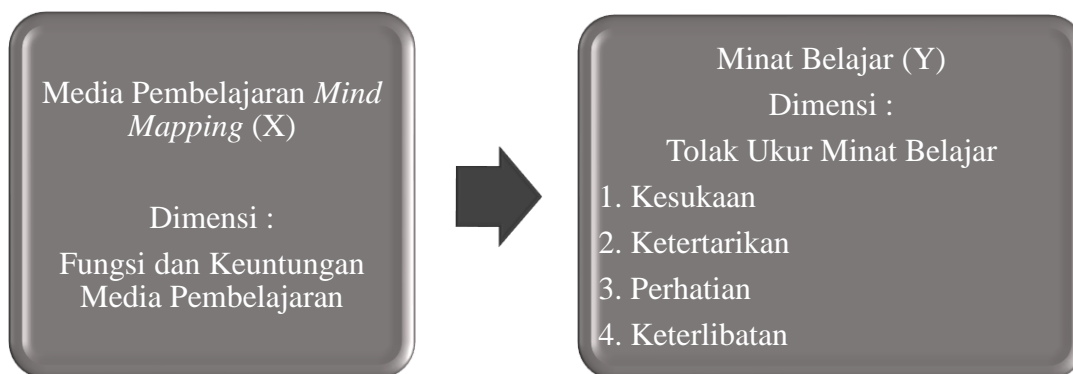 Media Pembelajaran Mind
Mapping (X)
Dimensi :
Fungsi dan Keuntungan
Media Pembelajaran
Minat Belajar (Y)
Dimensi :
Tolak Ukur Minat Belajar
1. Kesukaan
2. Ketertarikan
3. Perhatian
4. Keterlibatan